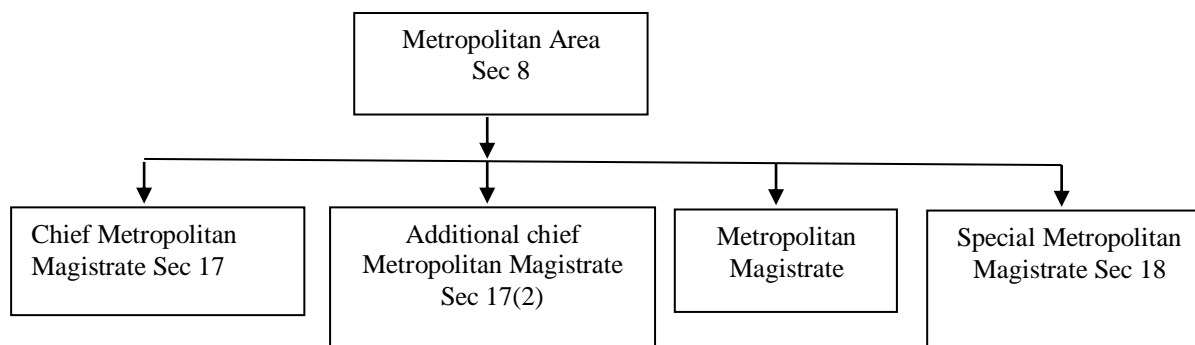 Metropolitan Area
Sec 8
Chief Metropolitan
Magistrate Sec 17
Additional chief
Metropolitan Magistrate
Sec 17(2)
Metropolitan
Magistrate
Special Metropolitan
Magistrate Sec 18